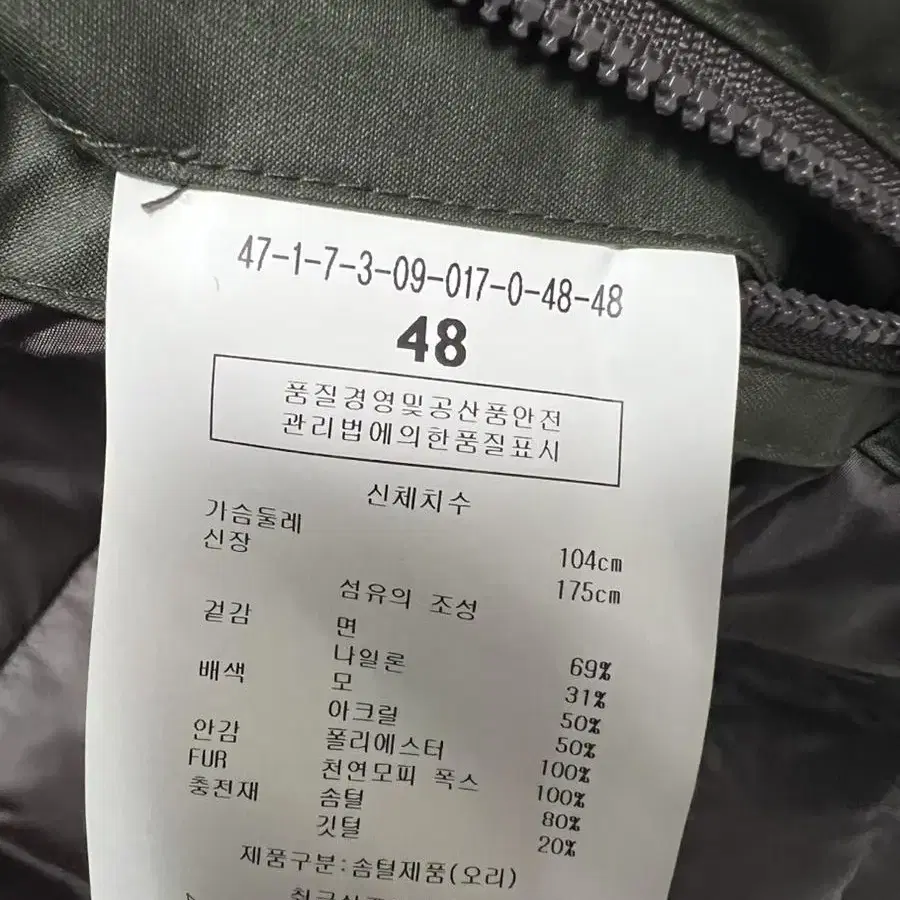 47-1-7-3-09-017-0-48-48
48
품질경영및공산품안전
관리법에의한품질표시
신체치수
가슴둘레 104cm
신장 175cm
섬유의 조성
겉감 면 69%
나일론 31%
배색 모 50%
아크릴 50%
안감 폴리에스터 100%
FUR 천연모피 폭스 100%
충전재 솜털 80%
깃털 20%
제품구분:솜털제품(오리)